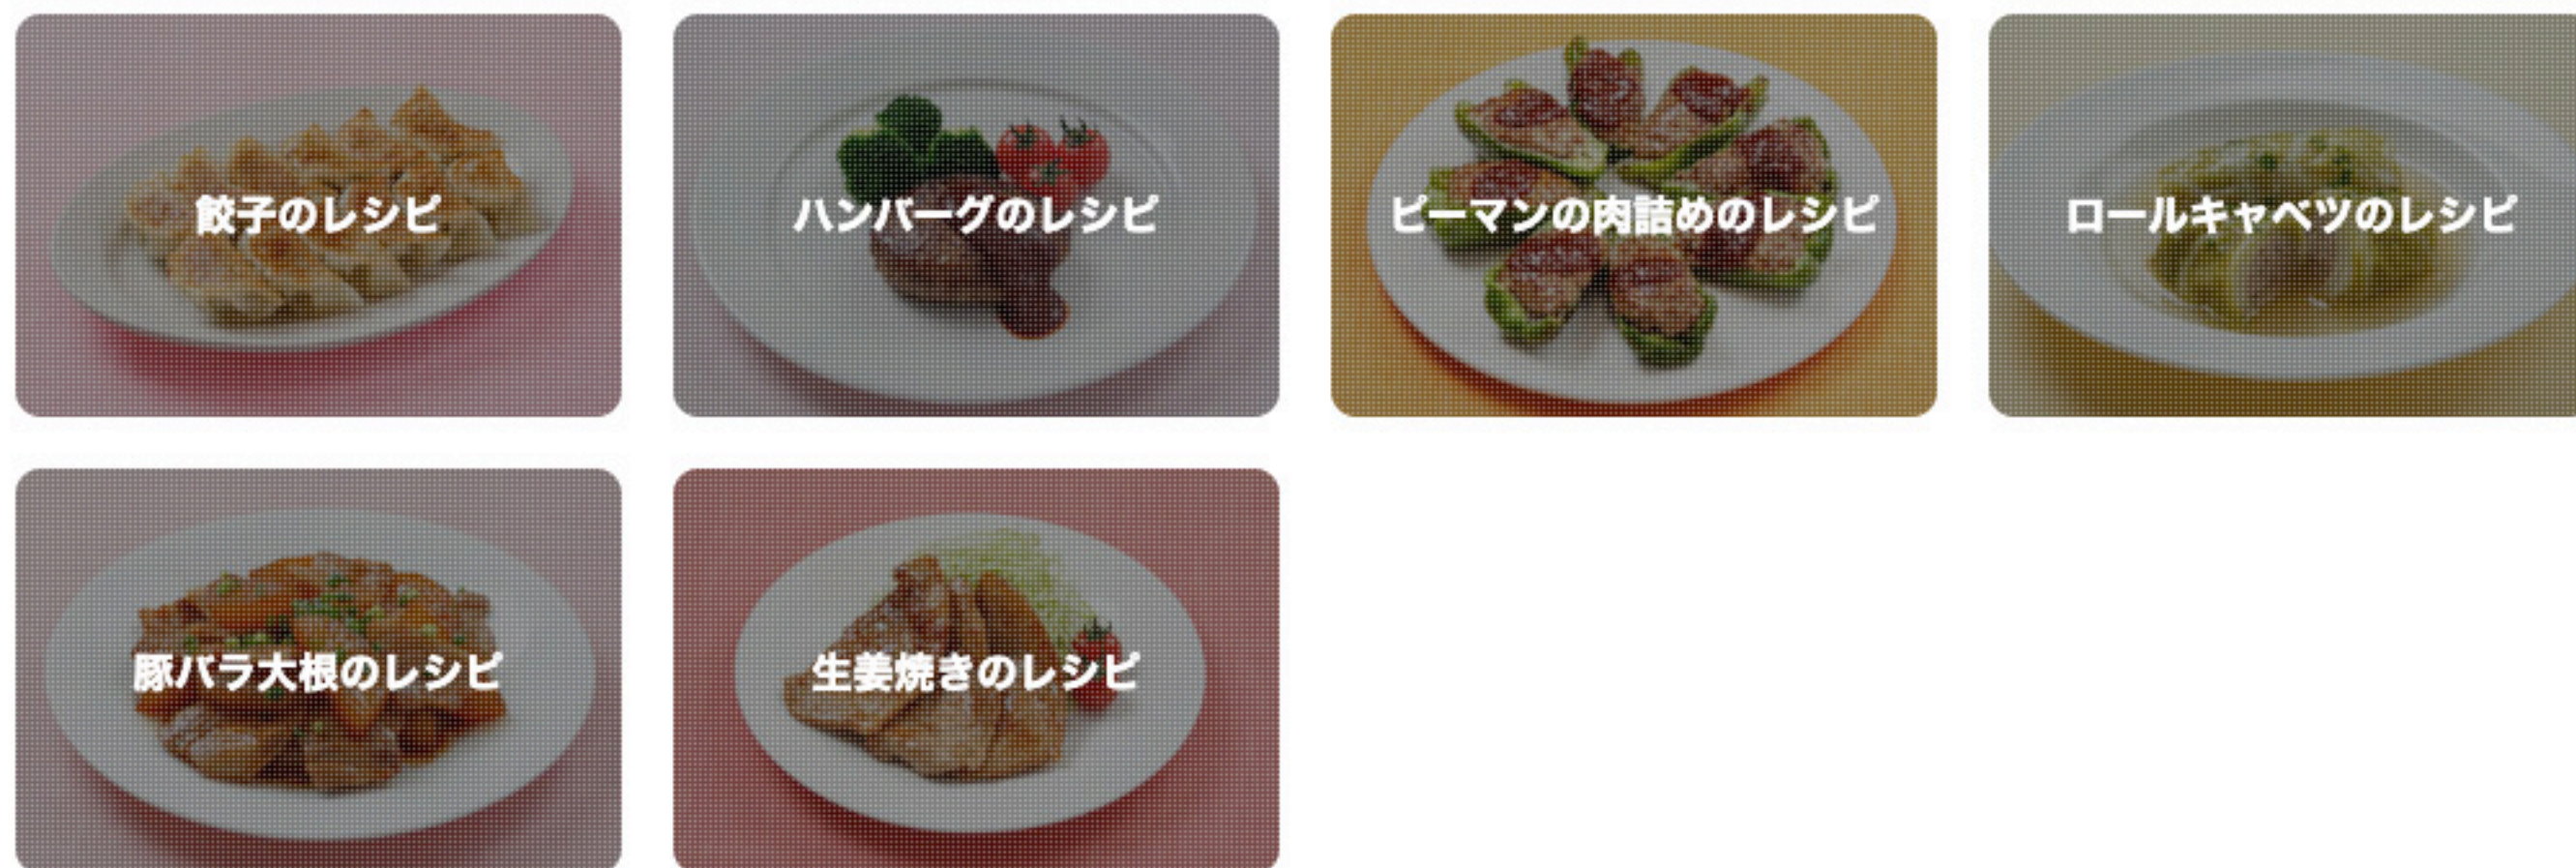 餃子のレシピ
ハンバーグのレシピ
ピーマンの肉詰めのレシピ
ロールキャベツのレシピ
豚バラ大根のレシピ
生姜焼きのレシピ